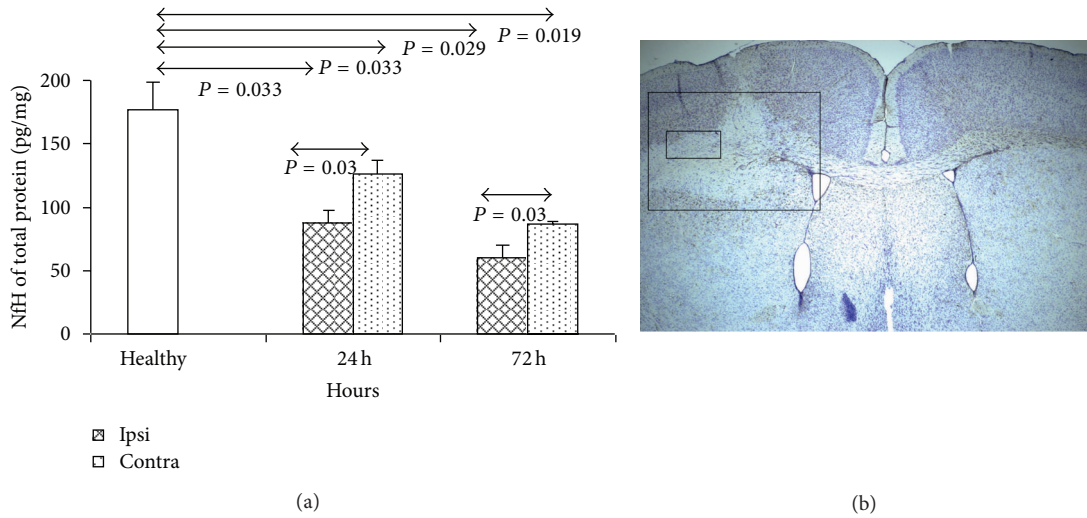 P = 0.019
P = 0.029
P = 0.033
P = 0.033
200
150
100
50
0
NfH of total protein (pg/mg)
P = 0.03
P = 0.03
Healthy
24 h
72 h
Hours
Ipsi
Contra
(a)
(b)